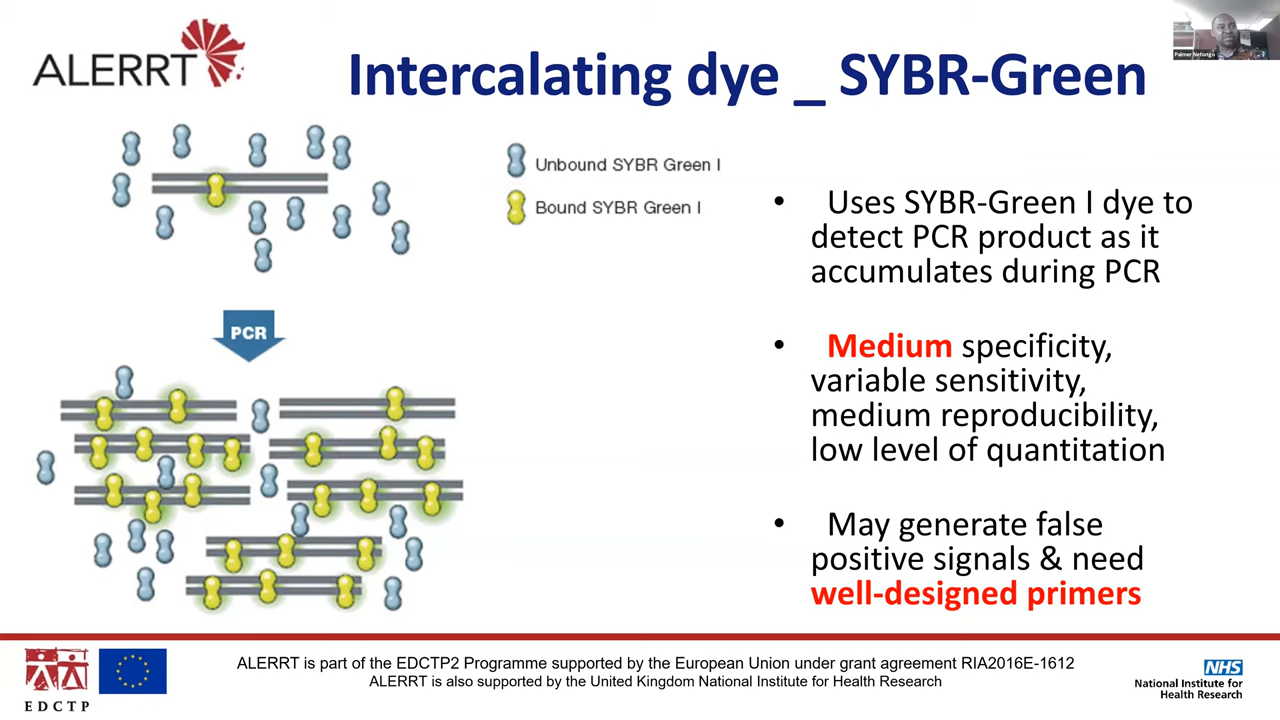 ALERRT
Intercalating dye _ SYBR-Green
Palmer Netongo
Unbound SYBR Green I
Bound SYBR Green I
PCR
• Uses SYBR-Green I dye to
detect PCR product as it
accumulates during PCR
• Medium specificity,
variable sensitivity,
medium reproducibility,
low level of quantitation
• May generate false
positive signals & need
well-designed primers
EDCTP
ALERRT is part of the EDCTP2 Programme supported by the European Union under grant agreement RIA2016E-1612
ALERRT is also supported by the United Kingdom National Institute for Health Research
NHS
National Institute for
Health Research